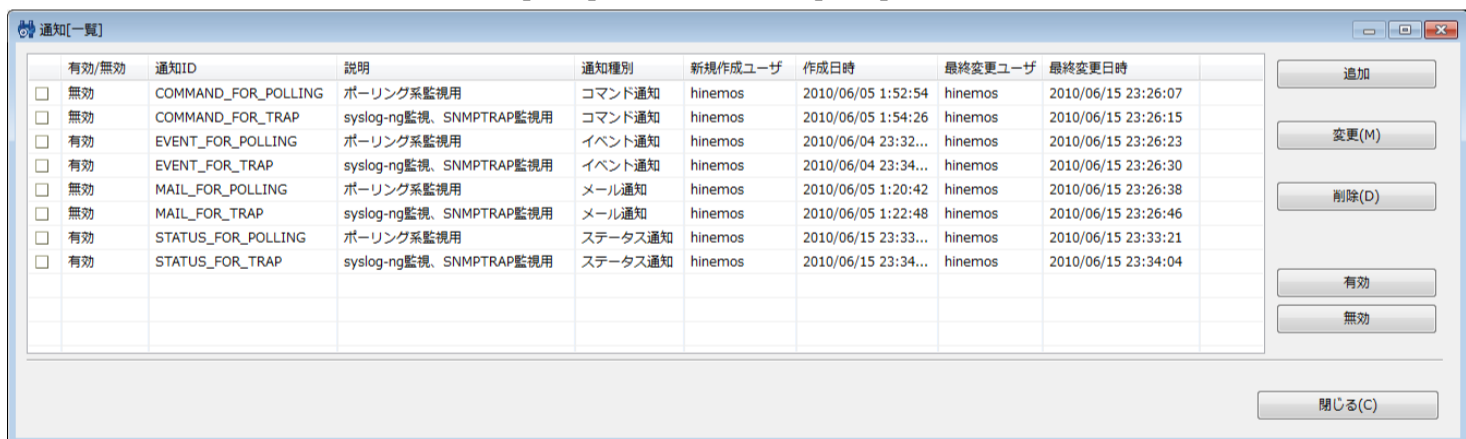 通知[一覧]
有効/無効 通知ID 説明 通知種別 新規作成ユーザ 作成日時 最終変更ユーザ 最終変更日時
無効 COMMAND_FOR_POLLING ポーリング系監視用 コマンド通知 hinemos 2010/06/05 1:52:54 hinemos 2010/06/15 23:26:07
無効 COMMAND_FOR_TRAP syslog-ng監視、SNMPTRAP監視用 コマンド通知 hinemos 2010/06/05 1:54:26 hinemos 2010/06/15 23:26:15
有効 EVENT_FOR_POLLING ポーリング系監視用 イベント通知 hinemos 2010/06/04 23:32... hinemos 2010/06/15 23:26:23
有効 EVENT_FOR_TRAP syslog-ng監視、SNMPTRAP監視用 イベント通知 hinemos 2010/06/04 23:34... hinemos 2010/06/15 23:26:30
無効 MAIL_FOR_POLLING ポーリング系監視用 メール通知 hinemos 2010/06/05 1:20:42 hinemos 2010/06/15 23:26:38
無効 MAIL_FOR_TRAP syslog-ng監視、SNMPTRAP監視用 メール通知 hinemos 2010/06/05 1:22:48 hinemos 2010/06/15 23:26:46
有効 STATUS_FOR_POLLING ポーリング系監視用 ステータス通知 hinemos 2010/06/15 23:33... hinemos 2010/06/15 23:33:21
有効 STATUS_FOR_TRAP syslog-ng監視、SNMPTRAP監視用 ステータス通知 hinemos 2010/06/15 23:34... hinemos 2010/06/15 23:34:04
追加
変更(M)
削除(D)
有効
無効
閉じる(C)